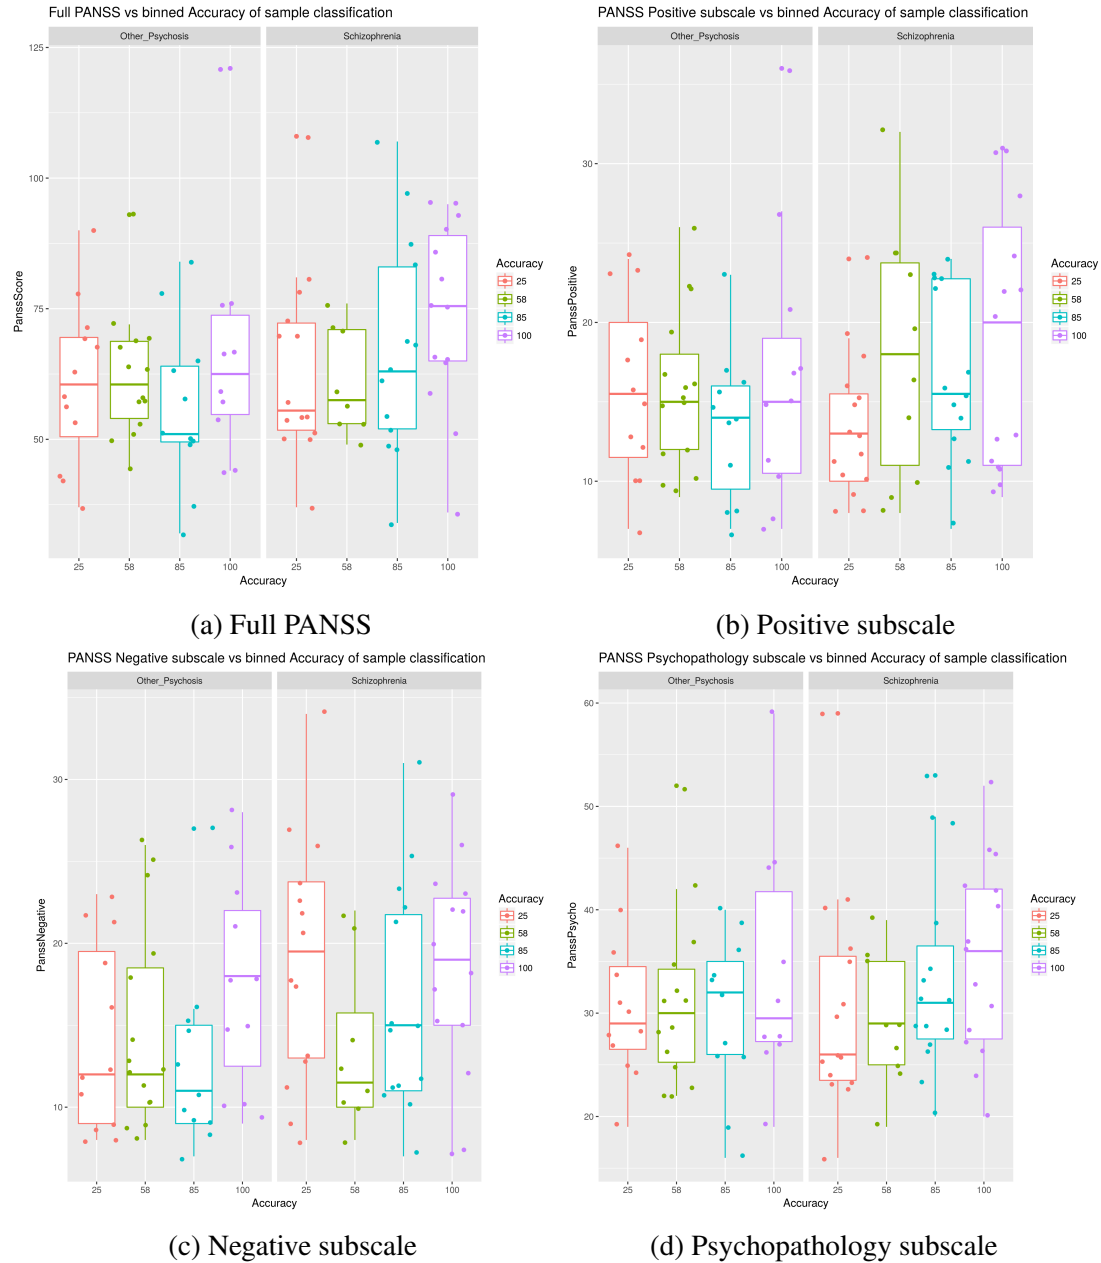 Full PANSS vs binned Accuracy of sample classification
Other_Psychosis
Schizophrenia
125
100
75
50
PanssScore
25
58
85
100
25
58
85
100
Accuracy
Accuracy
25
58
85
100
(a) Full PANSS
PANSS Positive subscale vs binned Accuracy of sample classification
Other_Psychosis
Schizophrenia
30
20
10
PanssPositive
25
58
85
100
25
58
85
100
Accuracy
Accuracy
25
58
85
100
(b) Positive subscale
PANSS Negative subscale vs binned Accuracy of sample classification
Other_Psychosis
Schizophrenia
30
20
10
PanssNegative
25
58
85
100
25
58
85
100
Accuracy
Accuracy
25
58
85
100
(c) Negative subscale
PANSS Psychopathology subscale vs binned Accuracy of sample classification
Other_Psychosis
Schizophrenia
60
50
40
30
20
PanssPsycho
25
58
85
100
25
58
85
100
Accuracy
Accuracy
25
58
85
100
(d) Psychopathology subscale